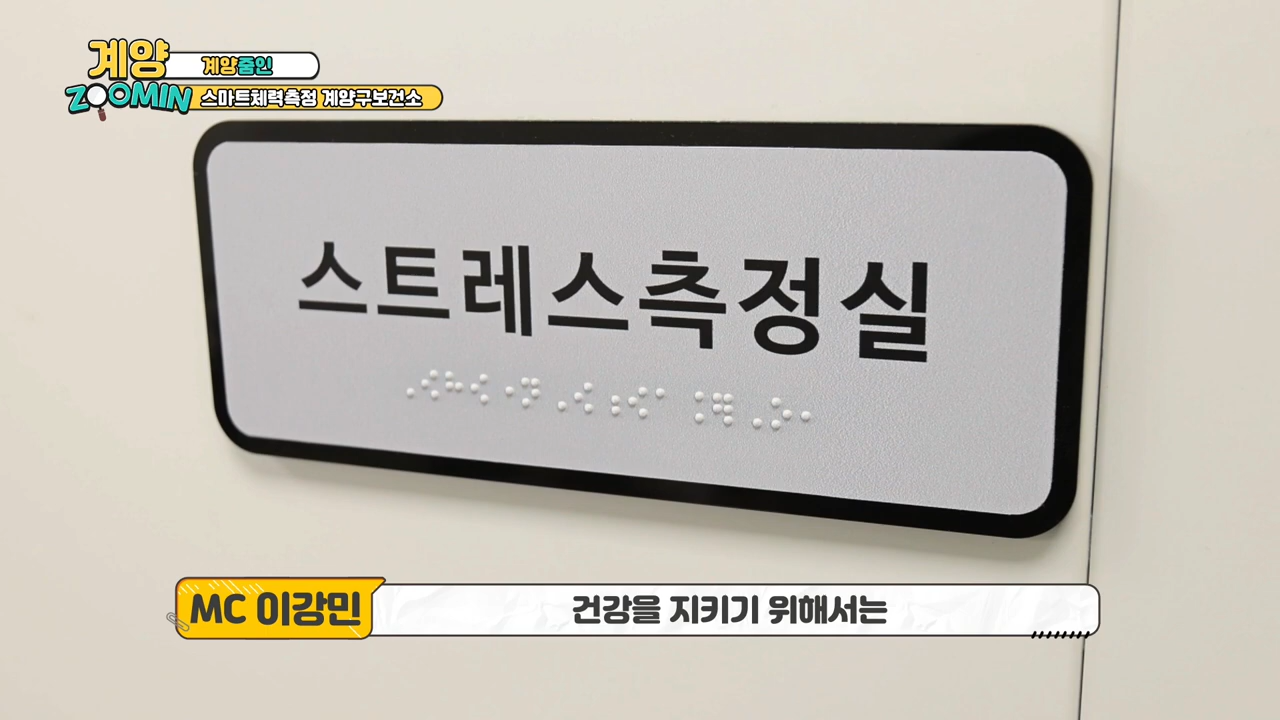 계양
ZOOMIN
계양줌인
스마트체력측정 계양구보건소
스트레스측정실
MC 이강민
건강을 지키기 위해서는